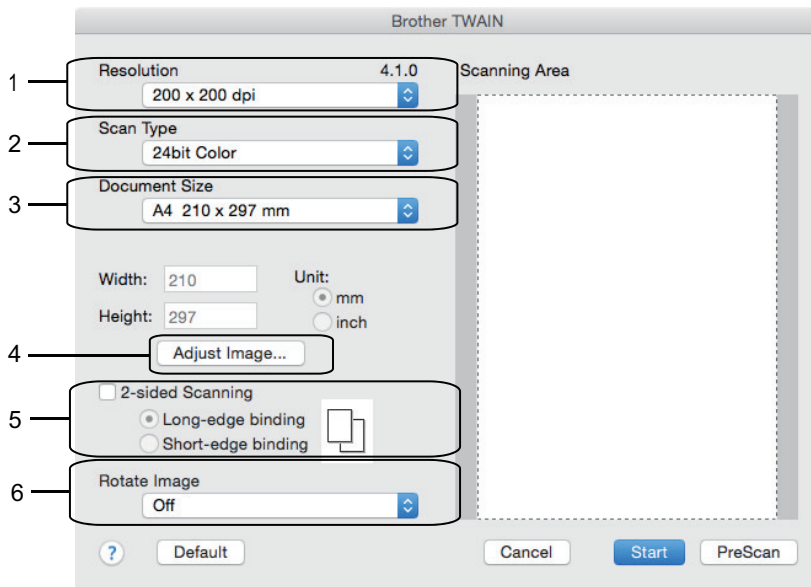 Brother TWAIN
1
Resolution 4.1.0
200 x 200 dpi
2
Scan Type
24bit Color
3
Document Size
A4 210 x 297 mm
Width: 210
Unit:
mm
Height: 297
inch
4
Adjust Image...
5
2-sided Scanning
Long-edge binding
Short-edge binding
6
Rotate Image
Off
Scanning Area
?
Default
Cancel
Start
PreScan